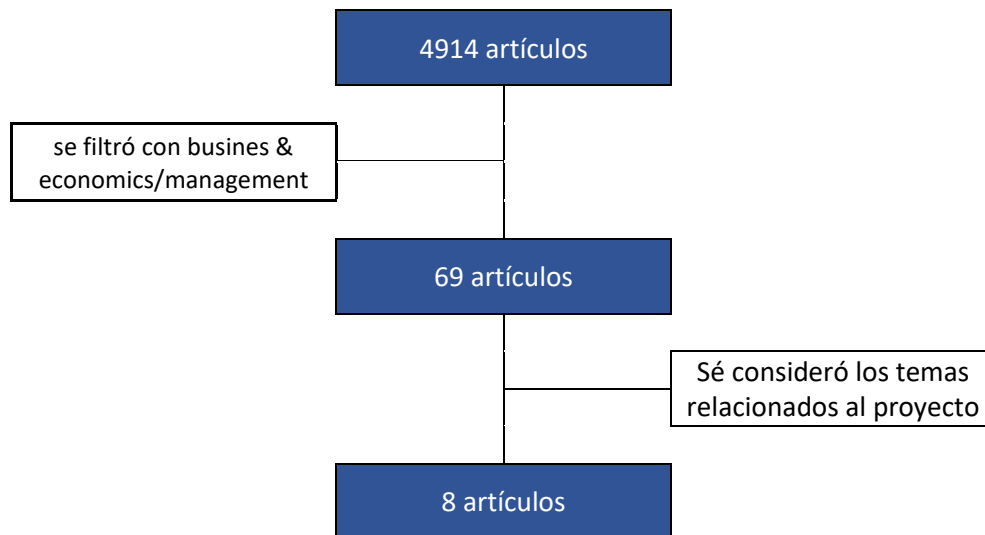 4914 artículos
se filtró con busines &
economics/management
69 artículos
Sé consideró los temas
relacionados al proyecto
8 artículos